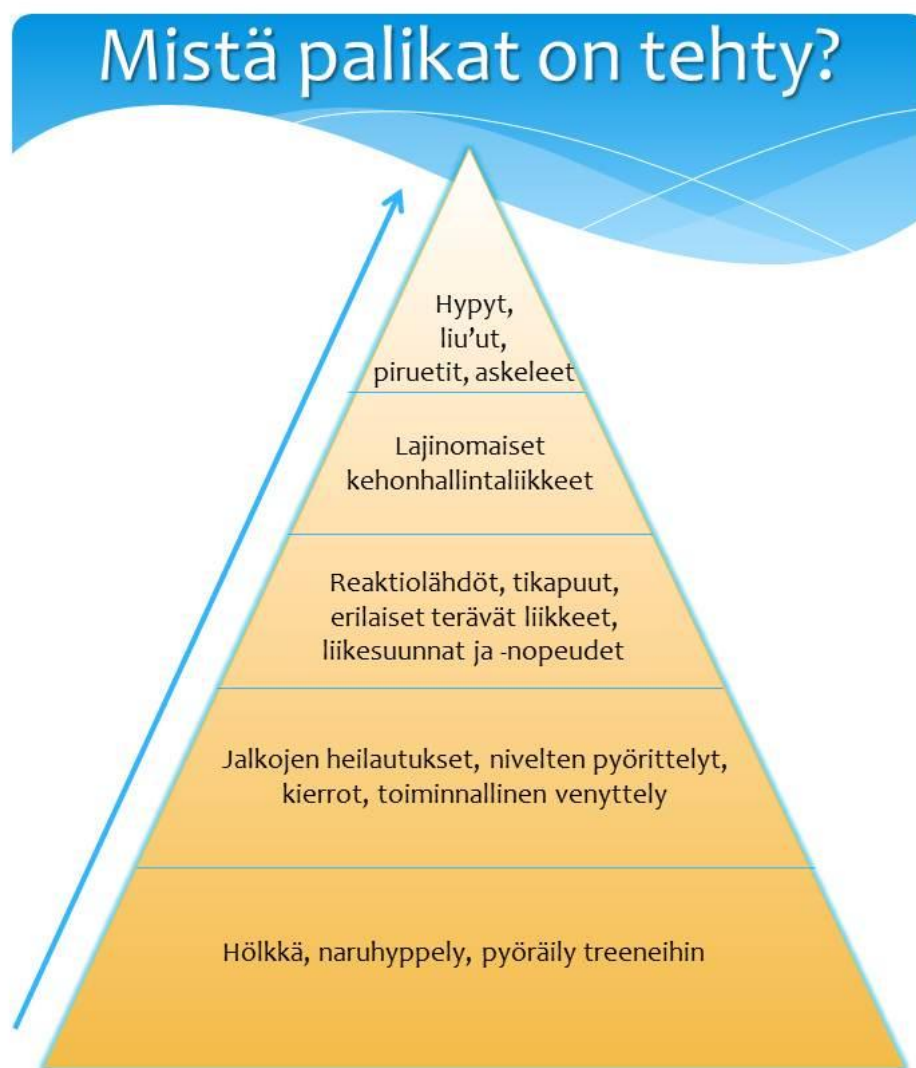 Mistä palikat on tehty?
Hypyt,
liu’ut,
piruetit, askeleet
Lajinomaiset
kehonhallintaliikkeet
Reaktiolähdöt, tikapuut,
erilaiset terävät liikkeet,
liikesuunnat ja -nopeudet
Jalkojen heilautukset, nivelten pyörittelyt,
kierrot, toiminnallinen venyttely
Hölkkä, naruhyppely, pyöräily treeneihin